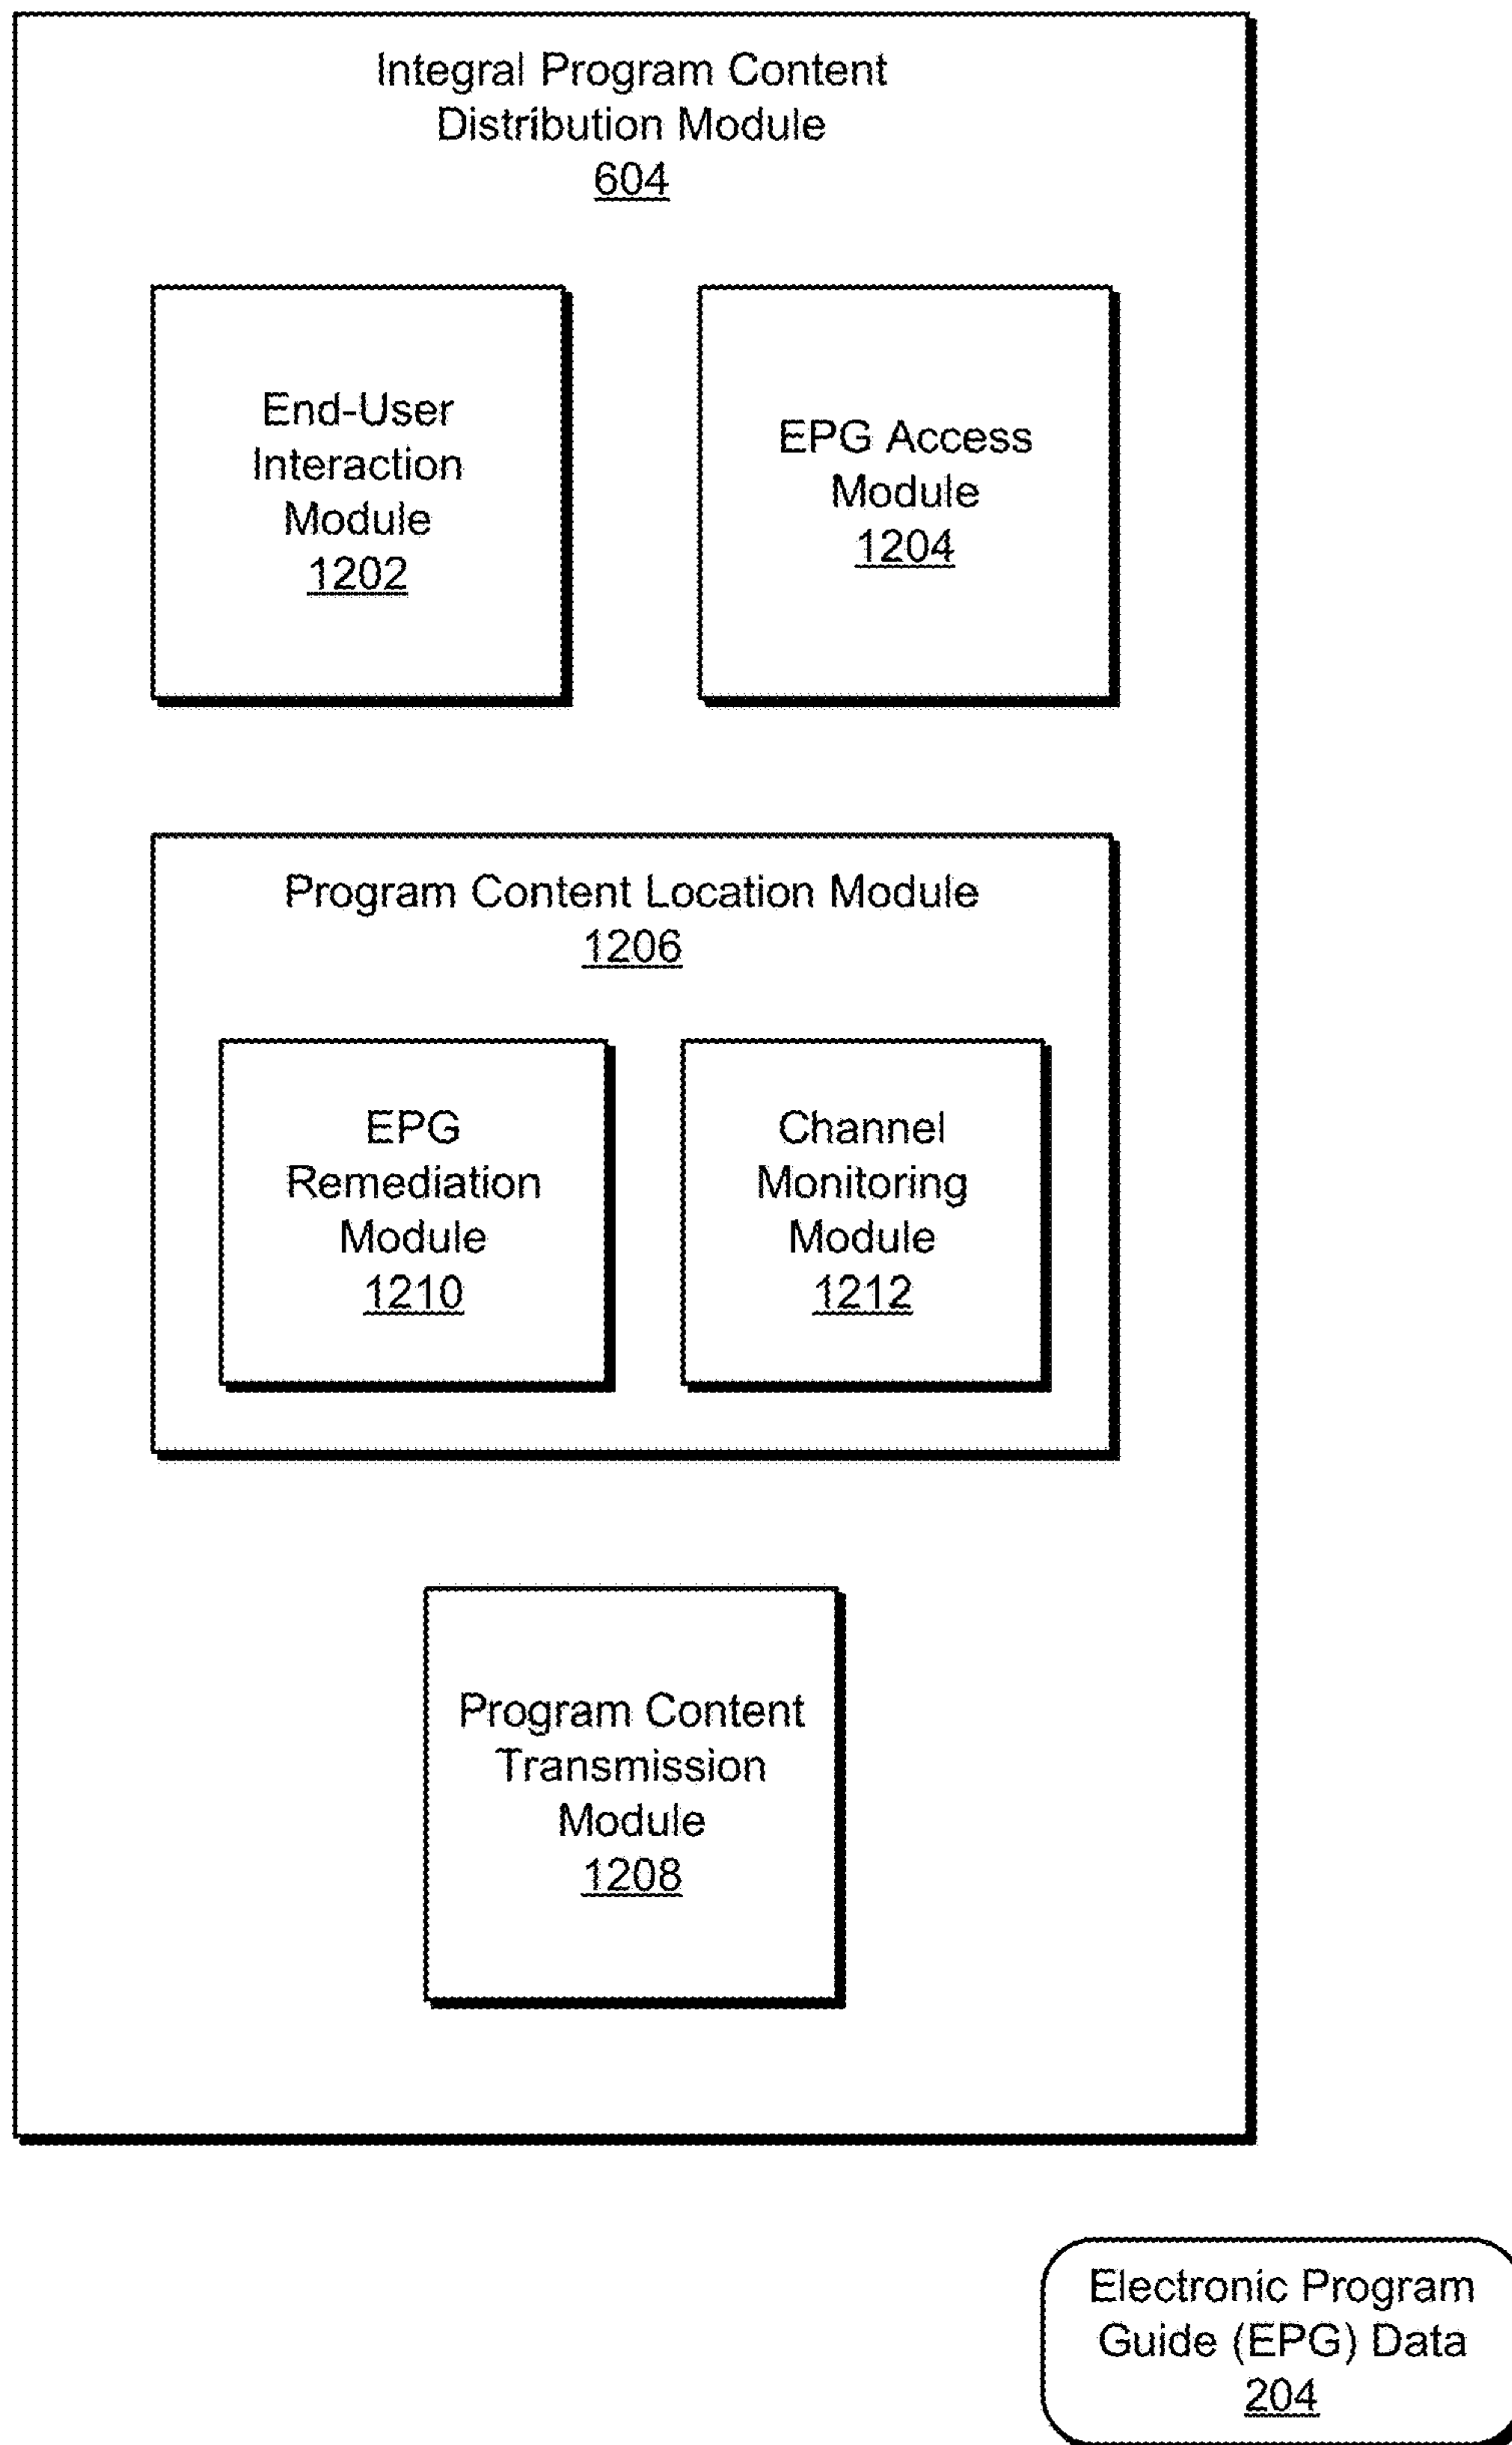 Integral Program Content
Distribution Module
604
End-User
Interaction
Module
1202
EPG Access
Module
1204
Program Content Location Module
1206
EPG
Remediation
Module
1210
Channel
Monitoring
Module
1212
Program Content
Transmission
Module
1208
Electronic Program
Guide (EPG) Data
204